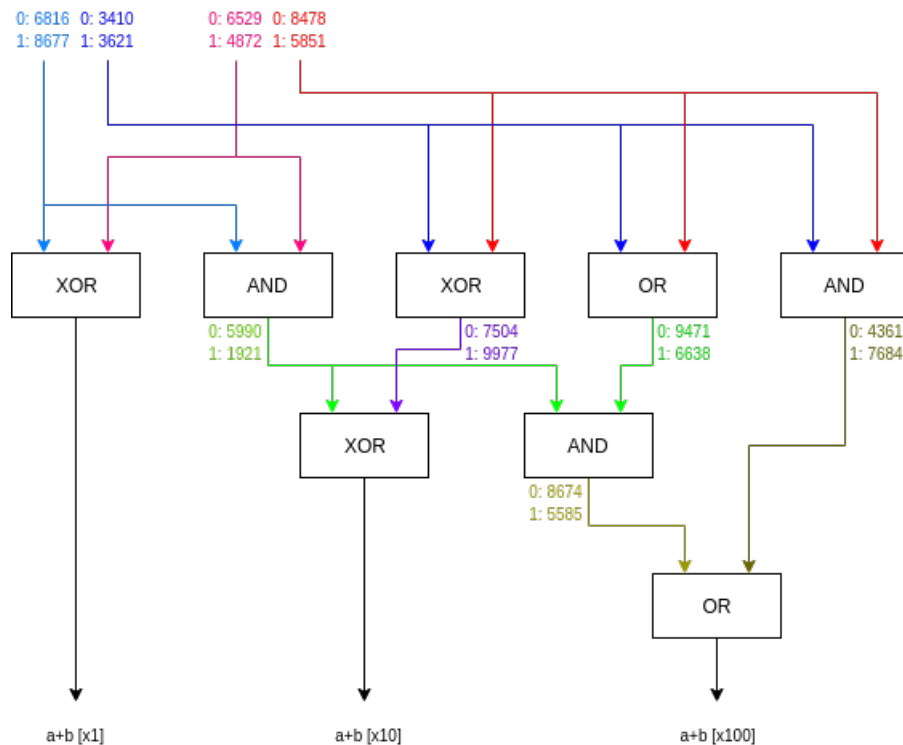 0: 6816 0: 3410 0: 6529 0: 8478
1: 8677 1: 3621 1: 4872 1: 5851
XOR AND XOR OR AND
0: 5990 0: 7504 0: 9471 0: 4361
1: 1921 1: 9977 1: 6638 1: 7684
XOR AND
0: 8674
1: 5585
OR
a+b [x1] a+b [x10] a+b [x100]